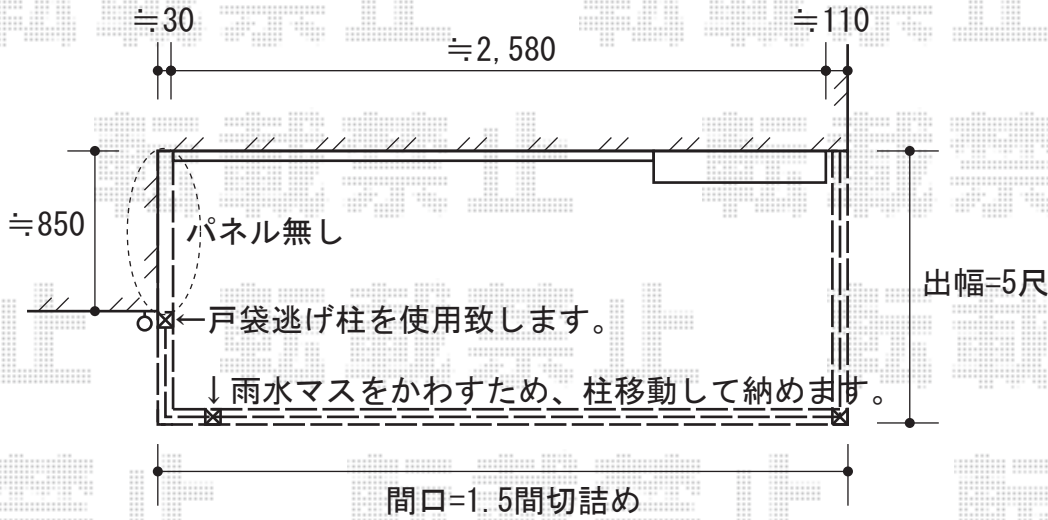 ≒30
≒110
≒2,580
≒850
パネル無し
出幅=5尺
←戸袋逃げ柱を使用致します。
↓雨水マスをかわすため、柱移動して納めます。
間口=1.5間切詰め